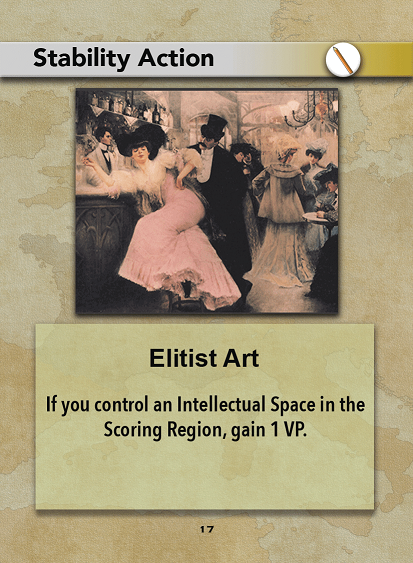 Stability Action
Elitist Art
If you control an Intellectual Space in the
Scoring Region, gain 1 VP.
17